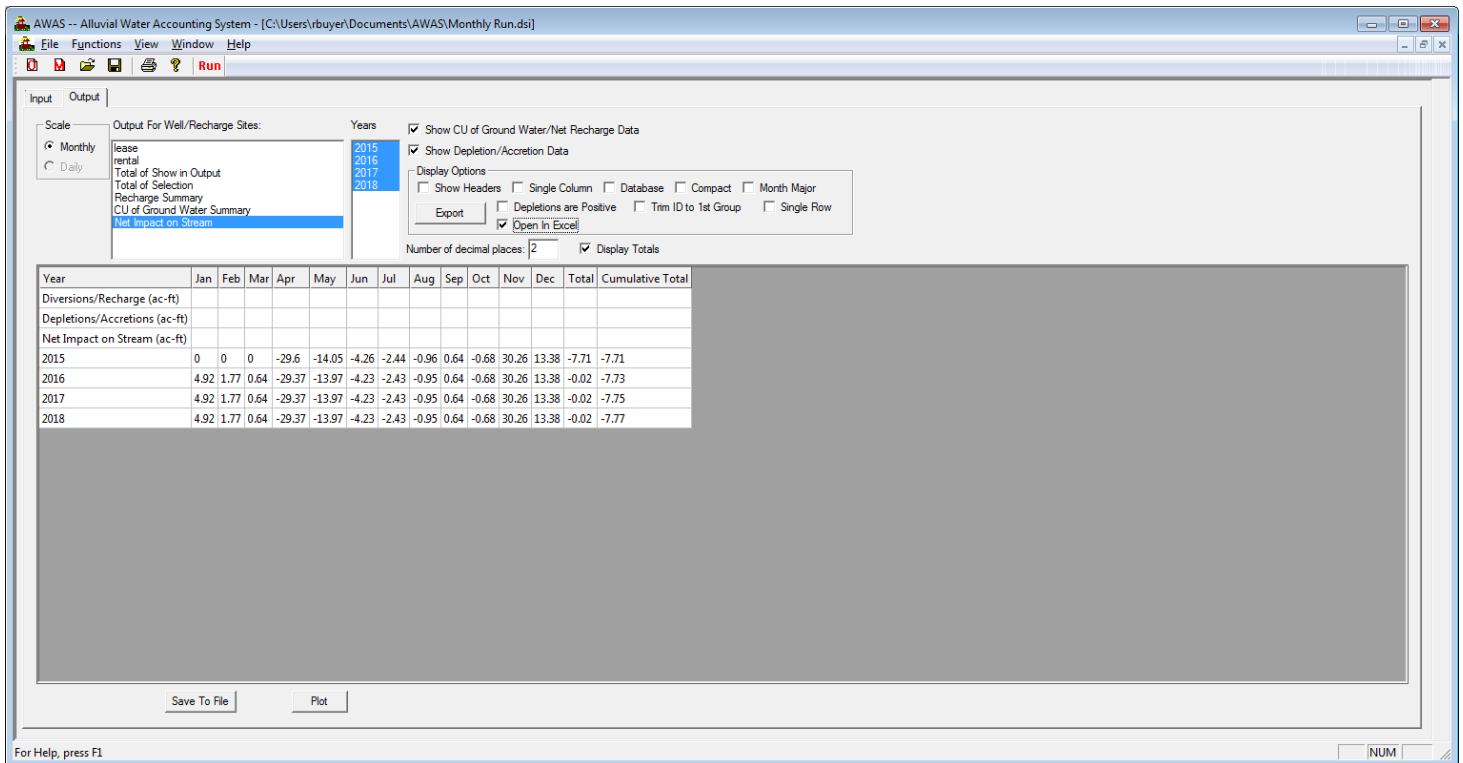 AWAS -- Alluvial Water Accounting System - [C:\Users\rbuyer\Documents\AWAS\Monthly Run.dsi]
File Functions View Window Help
Run
Input Output
Scale Output For Well/Recharge Sites: Years
Monthly
Daily
lease
rental
Total of Show in Output
Total of Selection
Recharge Summary
CU of Ground Water Summary
Net Impact on Stream
2015
2016
2017
2018
Show CU of Ground Water/Net Recharge Data
Show Depletion/Accretion Data
Display Options
Show Headers Single Column Database Compact Month Major
Export Depletions are Positive Trim ID to 1st Group Single Row
Open In Excel
Number of decimal places: 2 Display Totals
Year Jan Feb Mar Apr May Jun Jul Aug Sep Oct Nov Dec Total Cumulative Total
Diversions/Recharge (ac-ft)
Depletions/Accretions (ac-ft)
Net Impact on Stream (ac-ft)
2015 0 0 0 -29.6 -14.05 -4.26 -2.44 -0.96 0.64 -0.68 30.26 13.38 -7.71 -7.71
2016 4.92 1.77 0.64 -29.37 -13.97 -4.23 -2.43 -0.95 0.64 -0.68 30.26 13.38 -0.02 -7.73
2017 4.92 1.77 0.64 -29.37 -13.97 -4.23 -2.43 -0.95 0.64 -0.68 30.26 13.38 -0.02 -7.75
2018 4.92 1.77 0.64 -29.37 -13.97 -4.23 -2.43 -0.95 0.64 -0.68 30.26 13.38 -0.02 -7.77
Save To File Plot
For Help, press F1 NUM